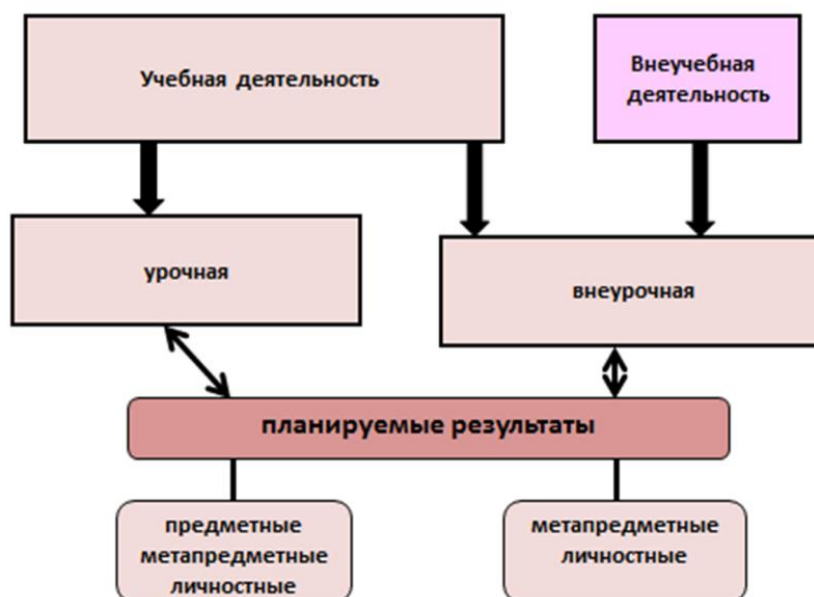 Учебная деятельность
Внеучебная
деятельность
урочная
внеурочная
планируемые результаты
предметные
метапредметные
личностные
метапредметные
личностные